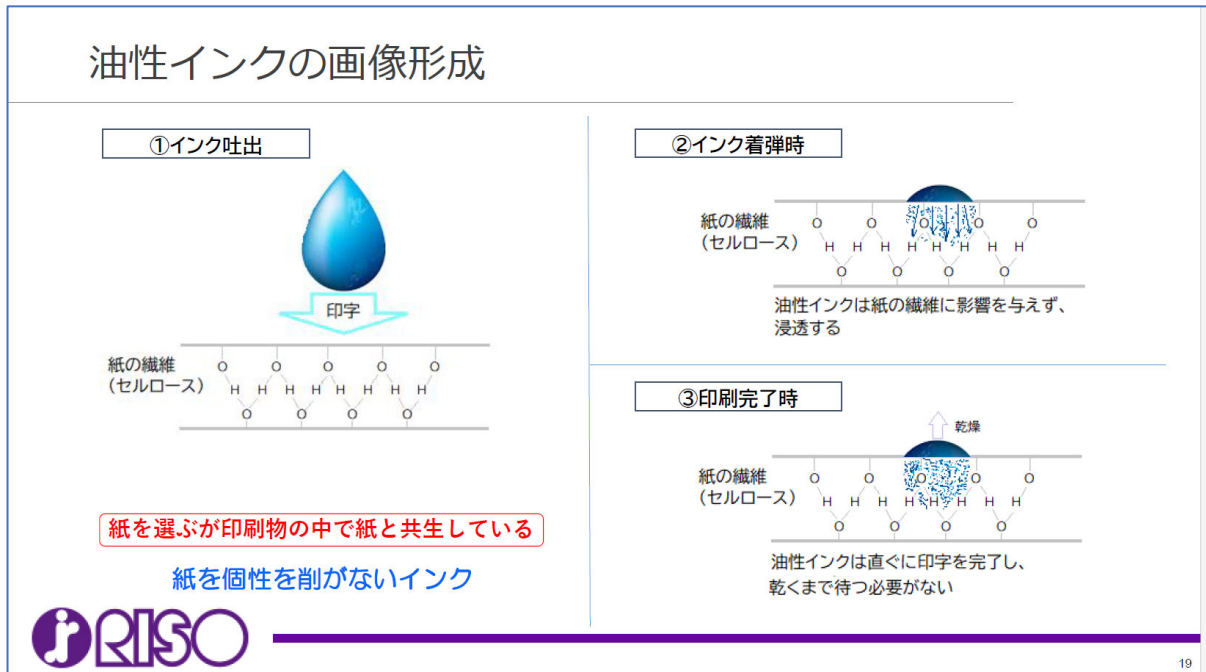 油性インクの画像形成
①インク吐出
印字
紙の繊維
(セルロース)
O O O O O
H H H H H H H H
O O O O
紙を選ぶが印刷物の中で紙と共生している
紙を個性を削がないインク
②インク着弾時
紙の繊維
(セルロース)
O O O O O
H H H H H H H H
O O O O
油性インクは紙の繊維に影響を与えず、
浸透する
③印刷完了時
乾燥
紙の繊維
(セルロース)
O O O O O
H H H H H H H H
O O O O
油性インクは直ぐに印字を完了し、
乾くまで待つ必要がない
RISO
19